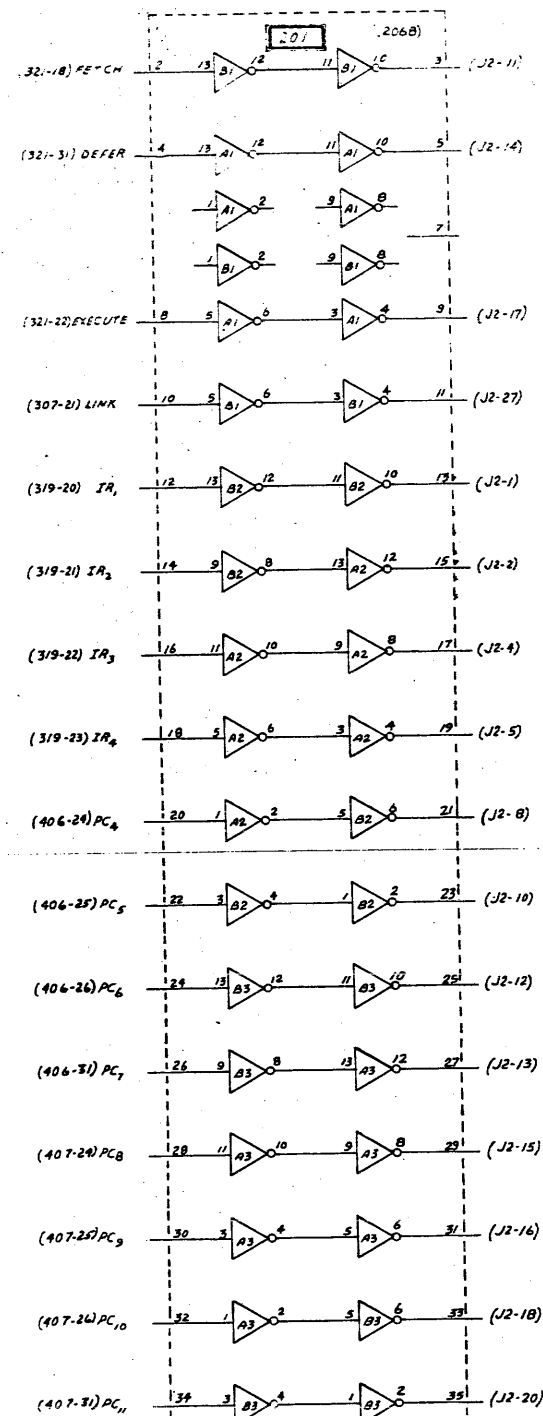 201 206B)
321-18) FETCH 2 13 B1 12 11 B1 10 3 (J2-11)
(321-31) DEFER 4 13 A1 12 11 A1 10 5 (J2-14)
1 A1 2 9 A1 8
7
1 B1 2 9 B1 8
(321-22) EXECUTE 8 5 A1 6 3 A1 4 9 (J2-17)
(307-21) LINK 10 5 B1 6 3 B1 4 11 (J2-27)
(319-20) IR₁ 12 13 B2 12 11 B2 10 13 (J2-1)
(319-21) IR₂ 14 9 B2 8 13 A2 12 15 (J2-2)
(319-22) IR₃ 16 11 A2 10 9 A2 8 17 (J2-4)
(319-23) IR₄ 18 5 A2 6 3 A2 4 19 (J2-5)
(406-24) PC₄ 20 1 A2 2 5 B2 6 21 (J2-8)
(406-25) PC₅ 22 3 B2 4 1 B2 2 23 (J2-10)
(406-26) PC₆ 24 13 B3 12 11 B3 10 25 (J2-12)
(406-31) PC₇ 26 9 B3 8 13 A3 12 27 (J2-13)
(407-24) PC₈ 28 11 A3 10 9 A3 8 29 (J2-15)
(407-25) PC₉ 30 3 A3 4 5 A3 6 31 (J2-16)
(407-26) PC₁₀ 32 1 A3 2 5 B3 6 33 (J2-18)
(407-31) PC₁₁ 34 3 B3 4 1 B3 2 35 (J2-20)